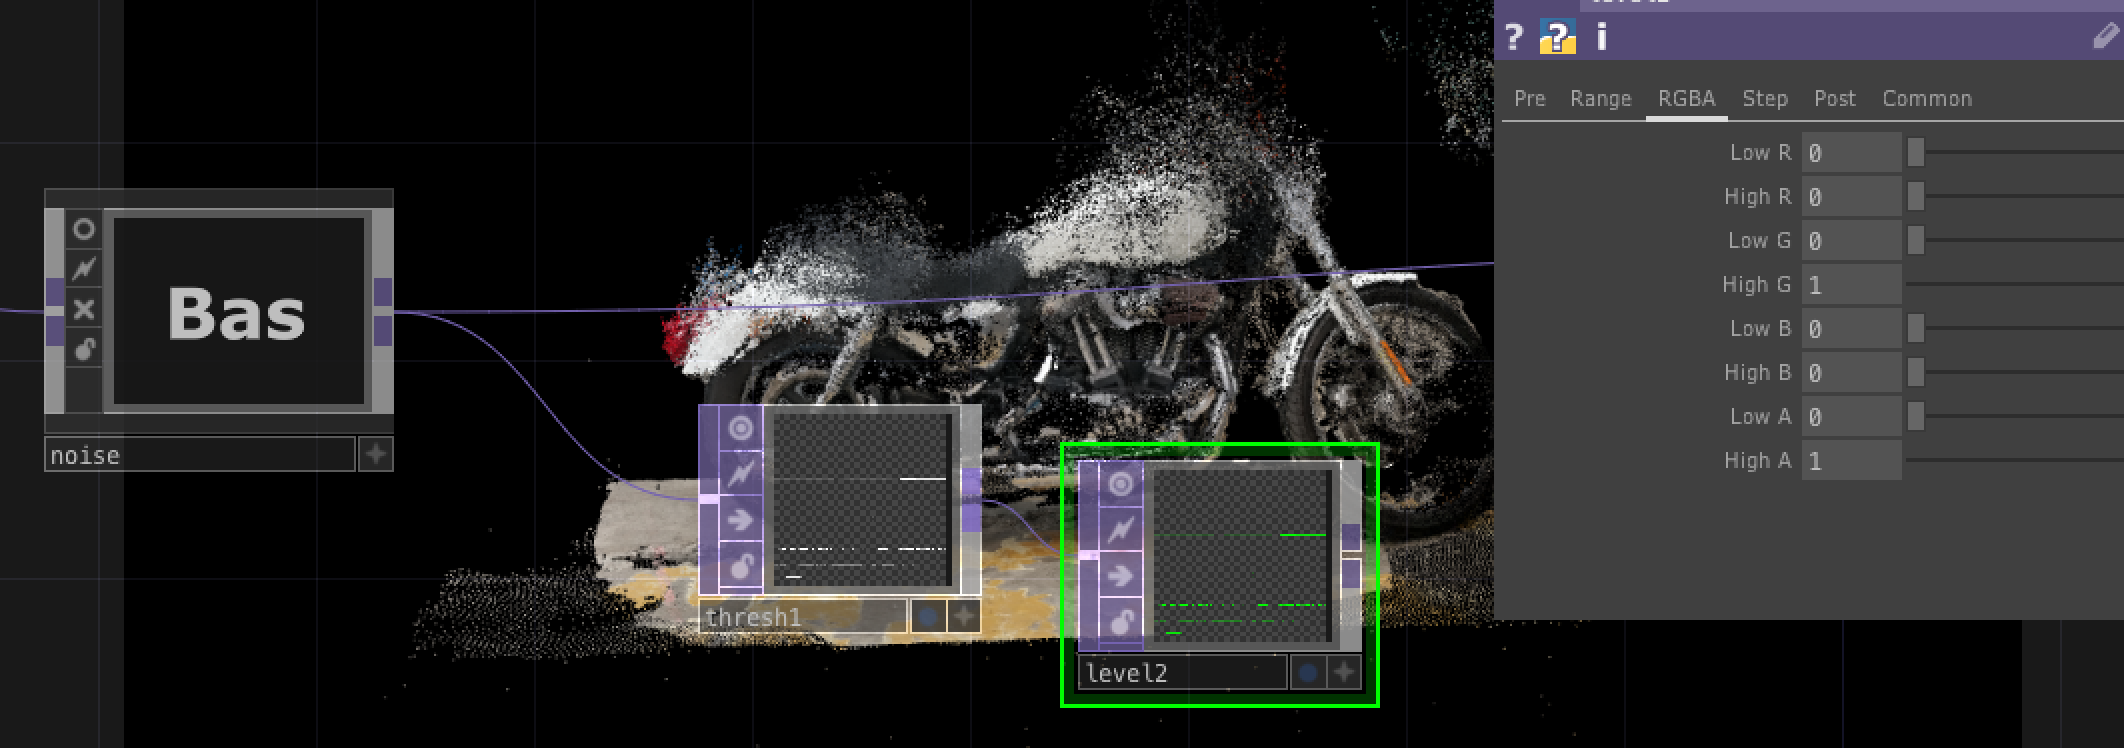 ? ? i
Pre Range RGBA Step Post Common
Low R 0
High R 0
Low G 0
High G 1
Low B 0
High B 0
Low A 0
High A 1
Bas
noise
thresh1
level2